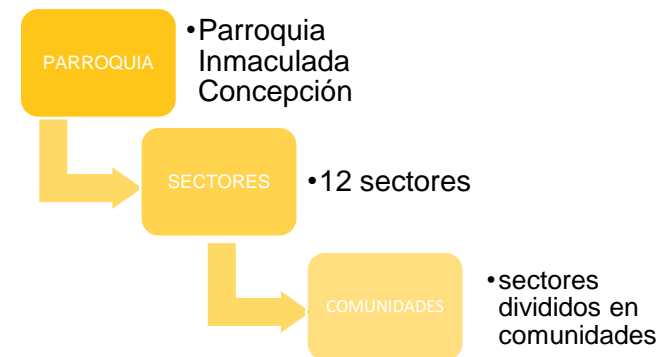 PARROQUIA
•Parroquia
Inmaculada
Concepción
SECTORES
•12 sectores
COMUNIDADES
•sectores
divididos en
comunidades